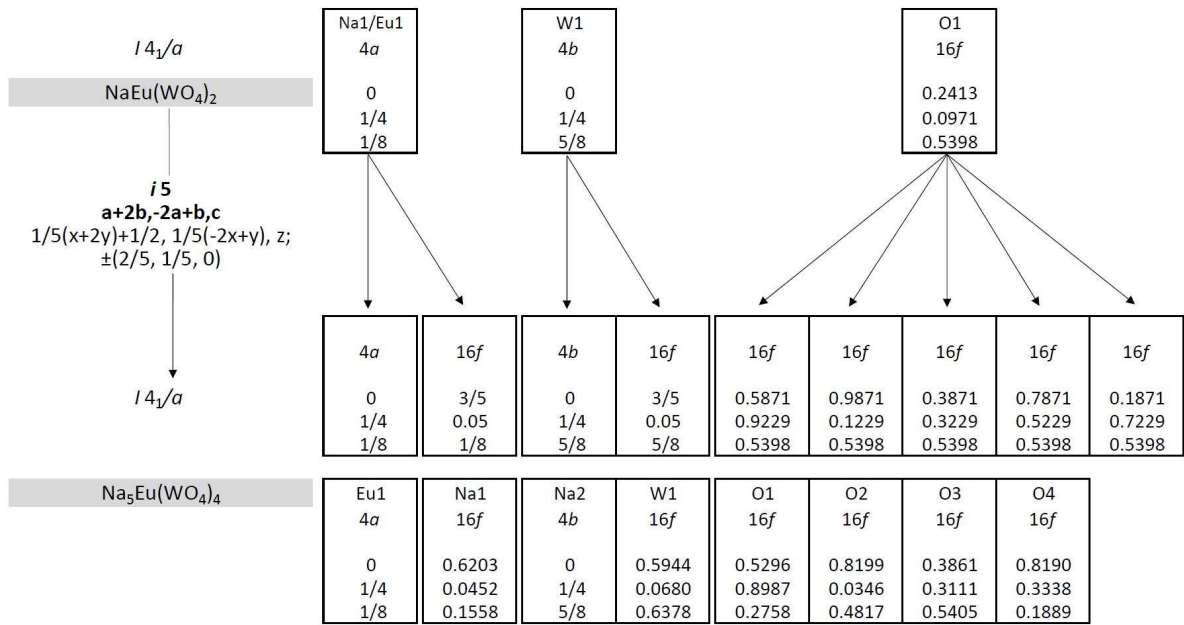 Na1/Eu1 W1 O1
I 4₁/a 4a 4b 16f
NaEu(WO₄)₂ 0 0 0.2413
1/4 1/4 0.0971
1/8 5/8 0.5398
i 5
a+2b,-2a+b,c
1/5(x+2y)+1/2, 1/5(-2x+y), z;
±(2/5, 1/5, 0)
4a 16f 4b 16f 16f 16f 16f 16f 16f
I 4₁/a 0 3/5 0 3/5 0.5871 0.9871 0.3871 0.7871 0.1871
1/4 0.05 1/4 0.05 0.9229 0.1229 0.3229 0.5229 0.7229
1/8 1/8 5/8 5/8 0.5398 0.5398 0.5398 0.5398 0.5398
Na₅Eu(WO₄)₄ Eu1 Na1 Na2 W1 O1 O2 O3 O4
4a 16f 4b 16f 16f 16f 16f 16f
0 0.6203 0 0.5944 0.5296 0.8199 0.3861 0.8190
1/4 0.0452 1/4 0.0680 0.8987 0.0346 0.3111 0.3338
1/8 0.1558 5/8 0.6378 0.2758 0.4817 0.5405 0.1889